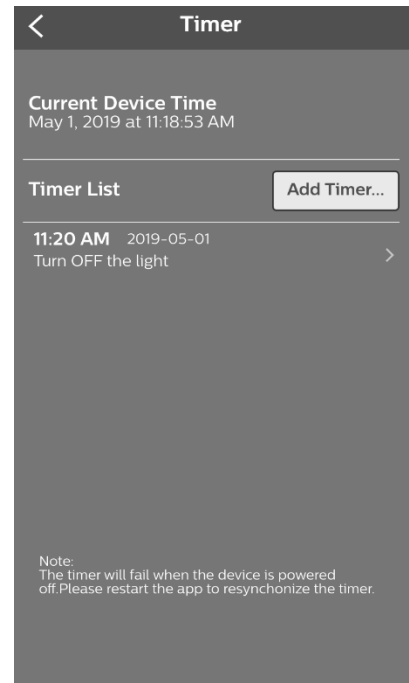 Timer
Current Device Time
May 1, 2019 at 11:18:53 AM
Timer List
Add Timer...
11:20 AM 2019-05-01
Turn OFF the light
Note:
The timer will fail when the device is powered
off.Please restart the app to resynchonize the timer.